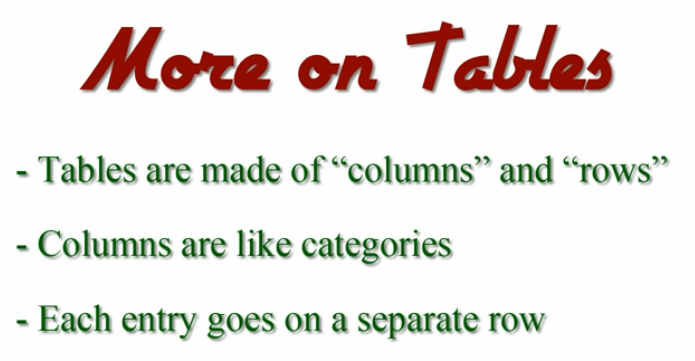 More on Tables
- Tables are made of “columns” and “rows”
- Columns are like categories
- Each entry goes on a separate row